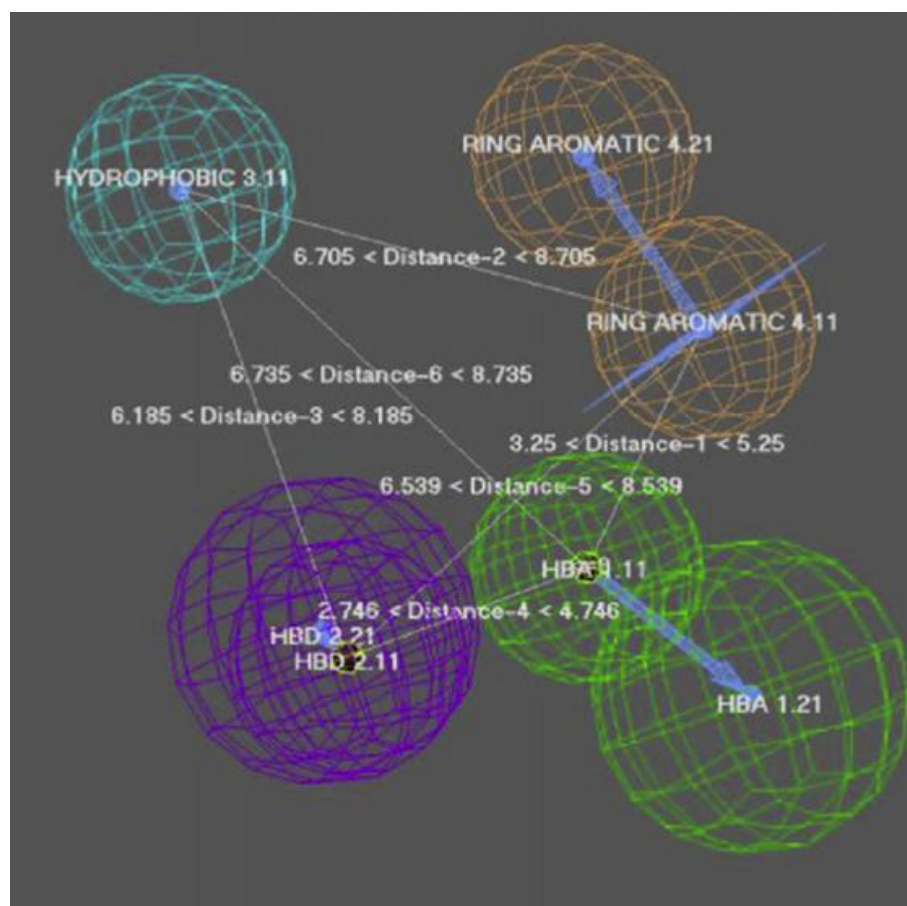 RING AROMATIC 4.21
HYDROPHOBIC 3.11
6.705 < Distance-2 < 8.705
RING AROMATIC 4.11
6.735 < Distance-6 < 8.735
6.185 < Distance-3 < 8.185
3.25 < Distance-1 < 5.25
6.539 < Distance-5 < 8.539
HBA 1.11
2.746 < Distance-4 < 4.746
HBD 2.21
HBD 2.11
HBA 1.21